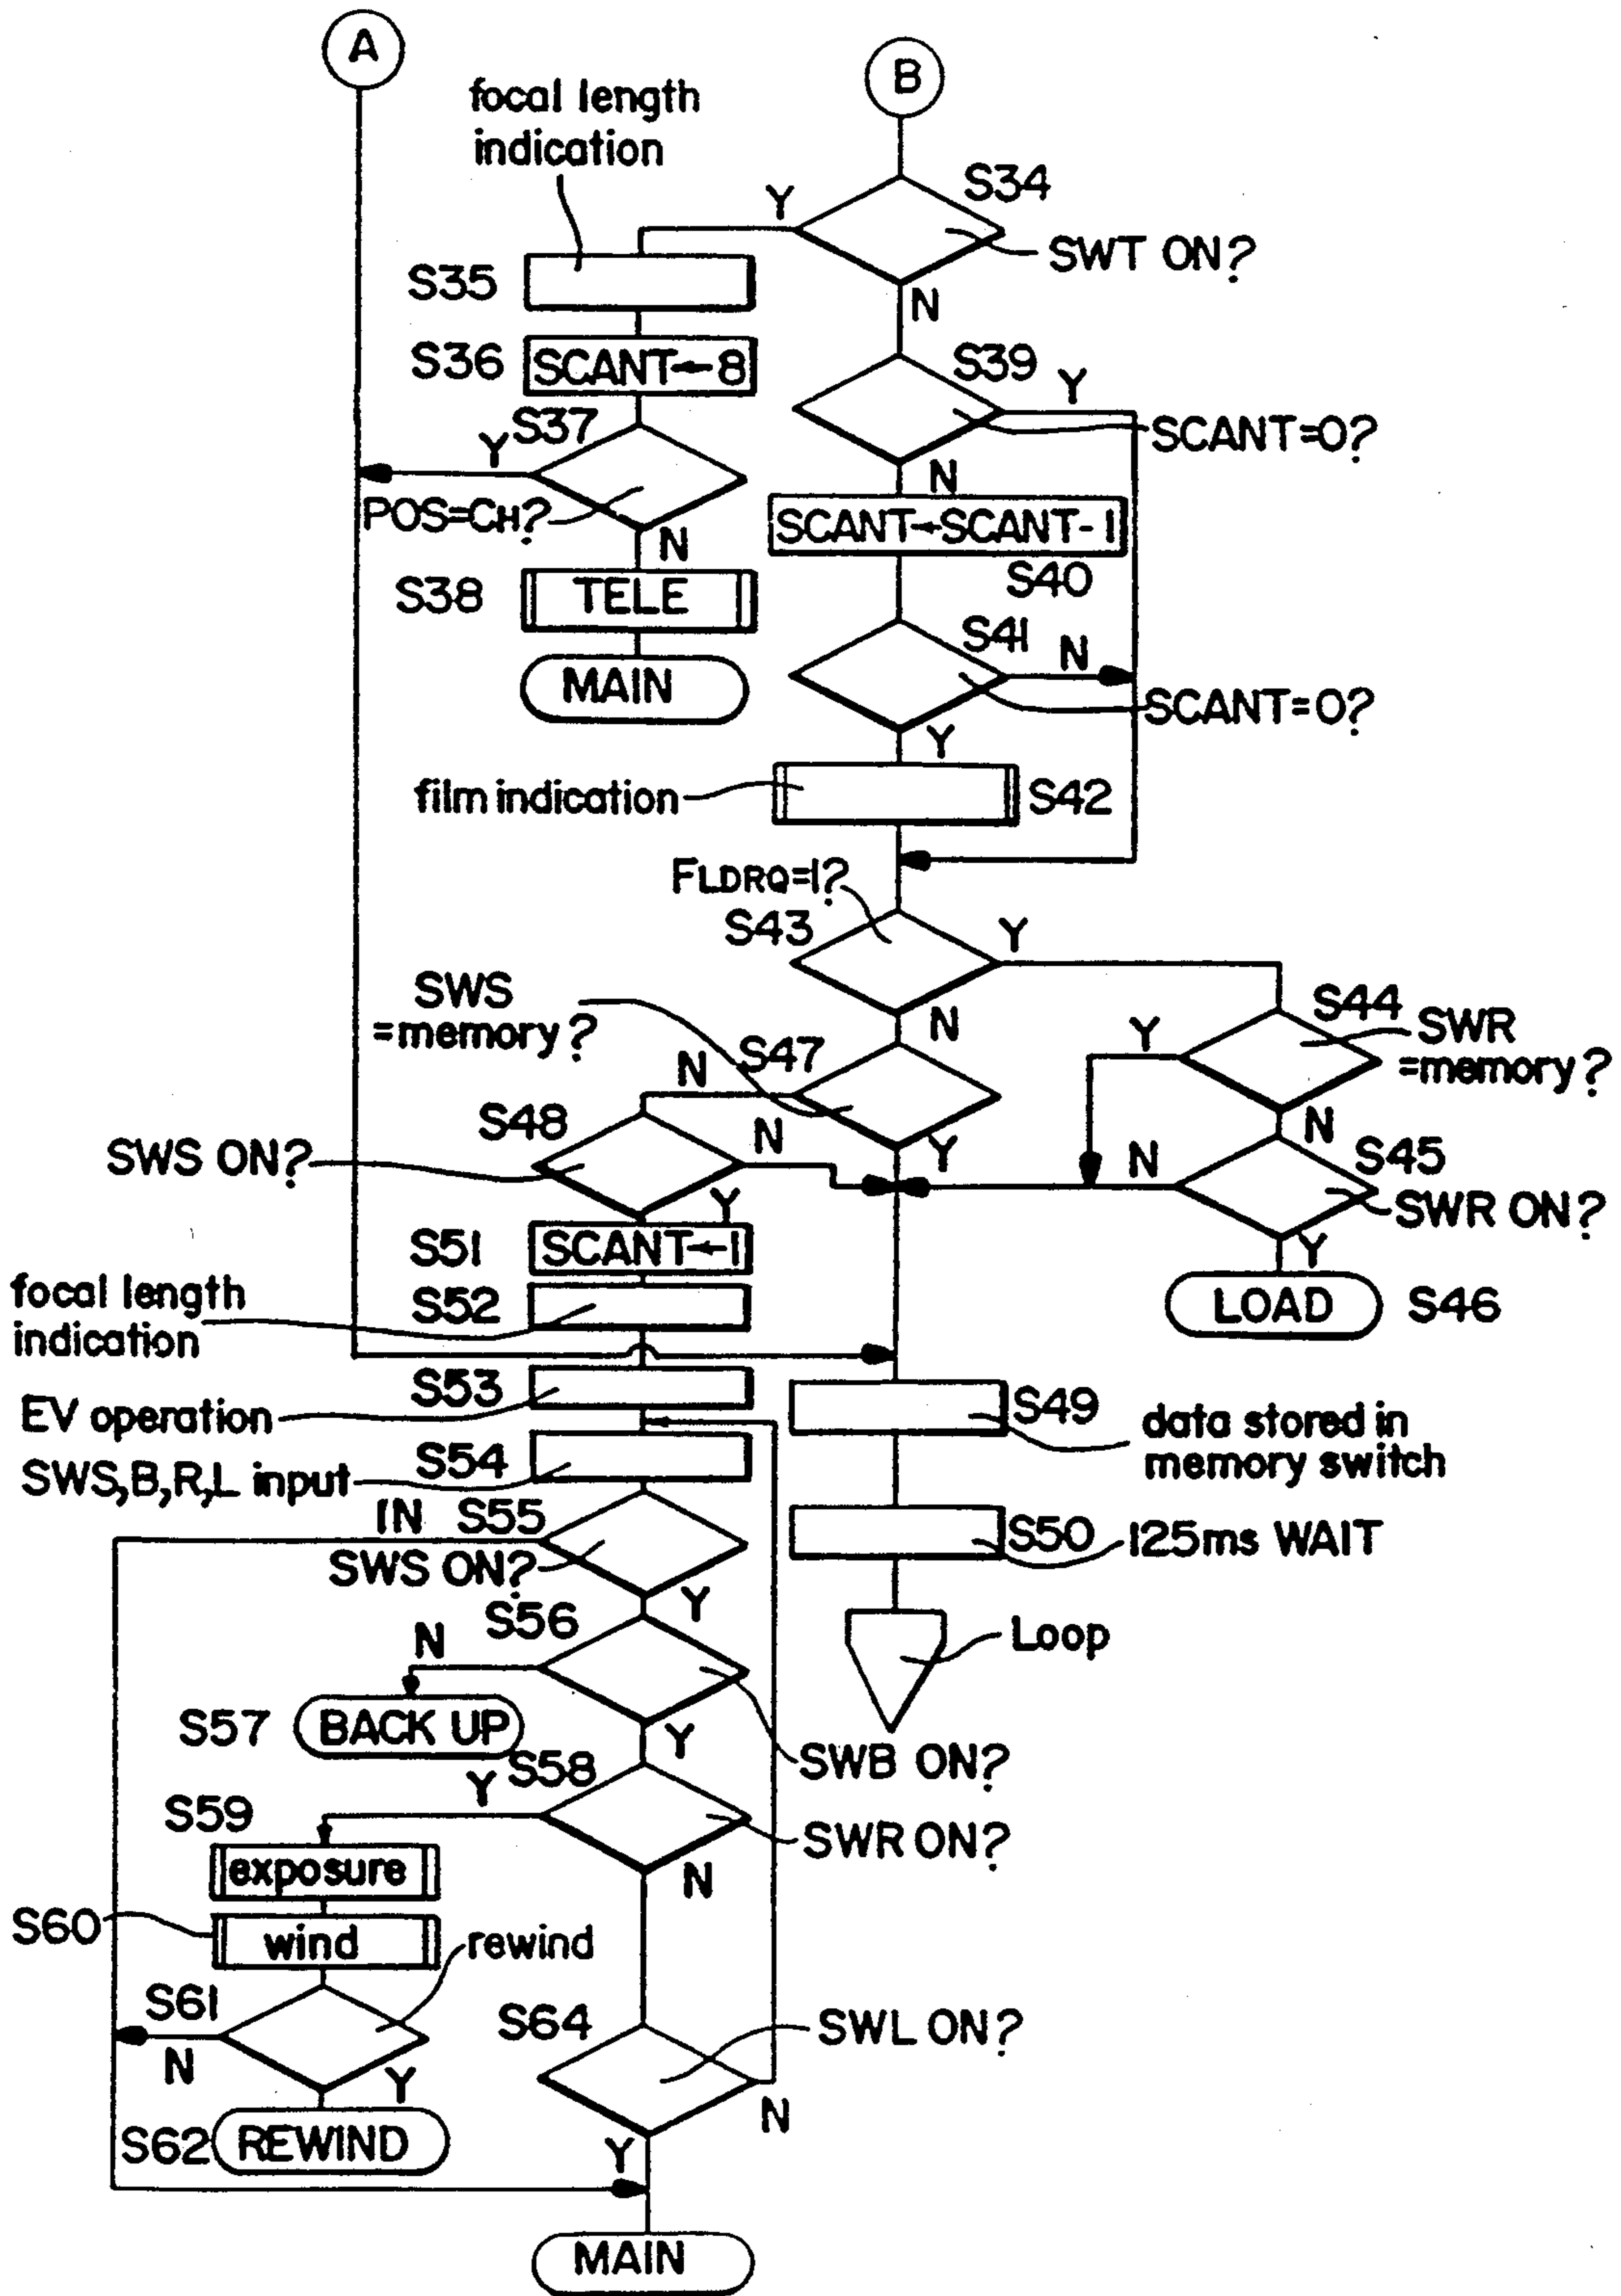 A
B
focal length
indication
S34
Y
SWT ON?
N
S35
S36
SCANT←8
S39
Y
SCANT=0?
S37
Y
POS=CH?
N
N
SCANT←SCANT-1
S40
S38
TELE
MAIN
S41
N
SCANT=0?
Y
film indication
S42
FLDRQ=1?
S43
Y
N
SWS
=memory?
S47
N
Y
S44
Y
SWR
=memory?
N
S48
SWS ON?
N
Y
S45
N
SWR ON?
Y
LOAD
S46
S51
SCANT←1
focal length
indication
S52
S53
EV operation
S49
data stored in
memory switch
S54
SWS,B,R,L input
IN
S55
SWS ON?
Y
S50
125ms WAIT
Loop
S56
N
S57
BACK UP
Y
SWB ON?
S58
Y
SWR ON?
N
S59
exposure
S60
wind
rewind
S61
N
Y
S64
SWL ON?
N
Y
S62
REWIND
MAIN